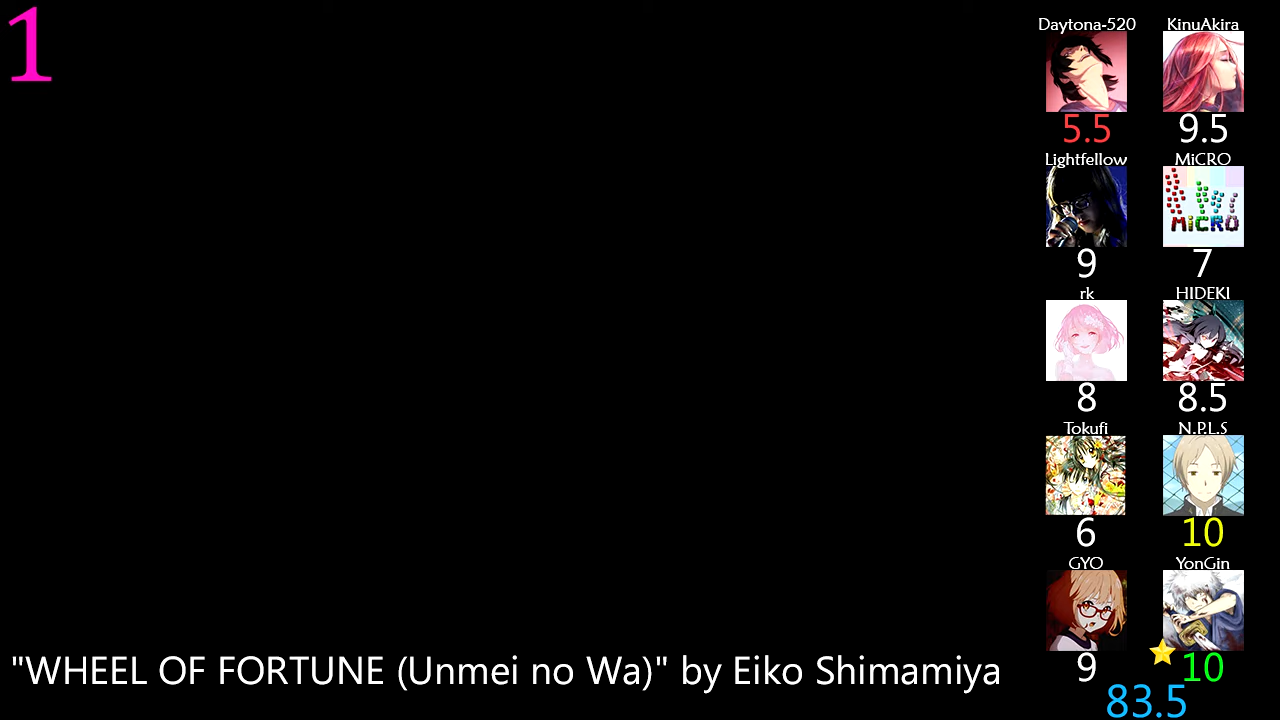 1
Daytona-520 KinuAkira
5.5 9.5
Lightfellow MiCRO
MiCRO
9 7
rk HIDEKI
8 8.5
Tokufi N.P.L.S
6 10
GYO YonGin
9 10
83.5
"WHEEL OF FORTUNE (Unmei no Wa)" by Eiko Shimamiya